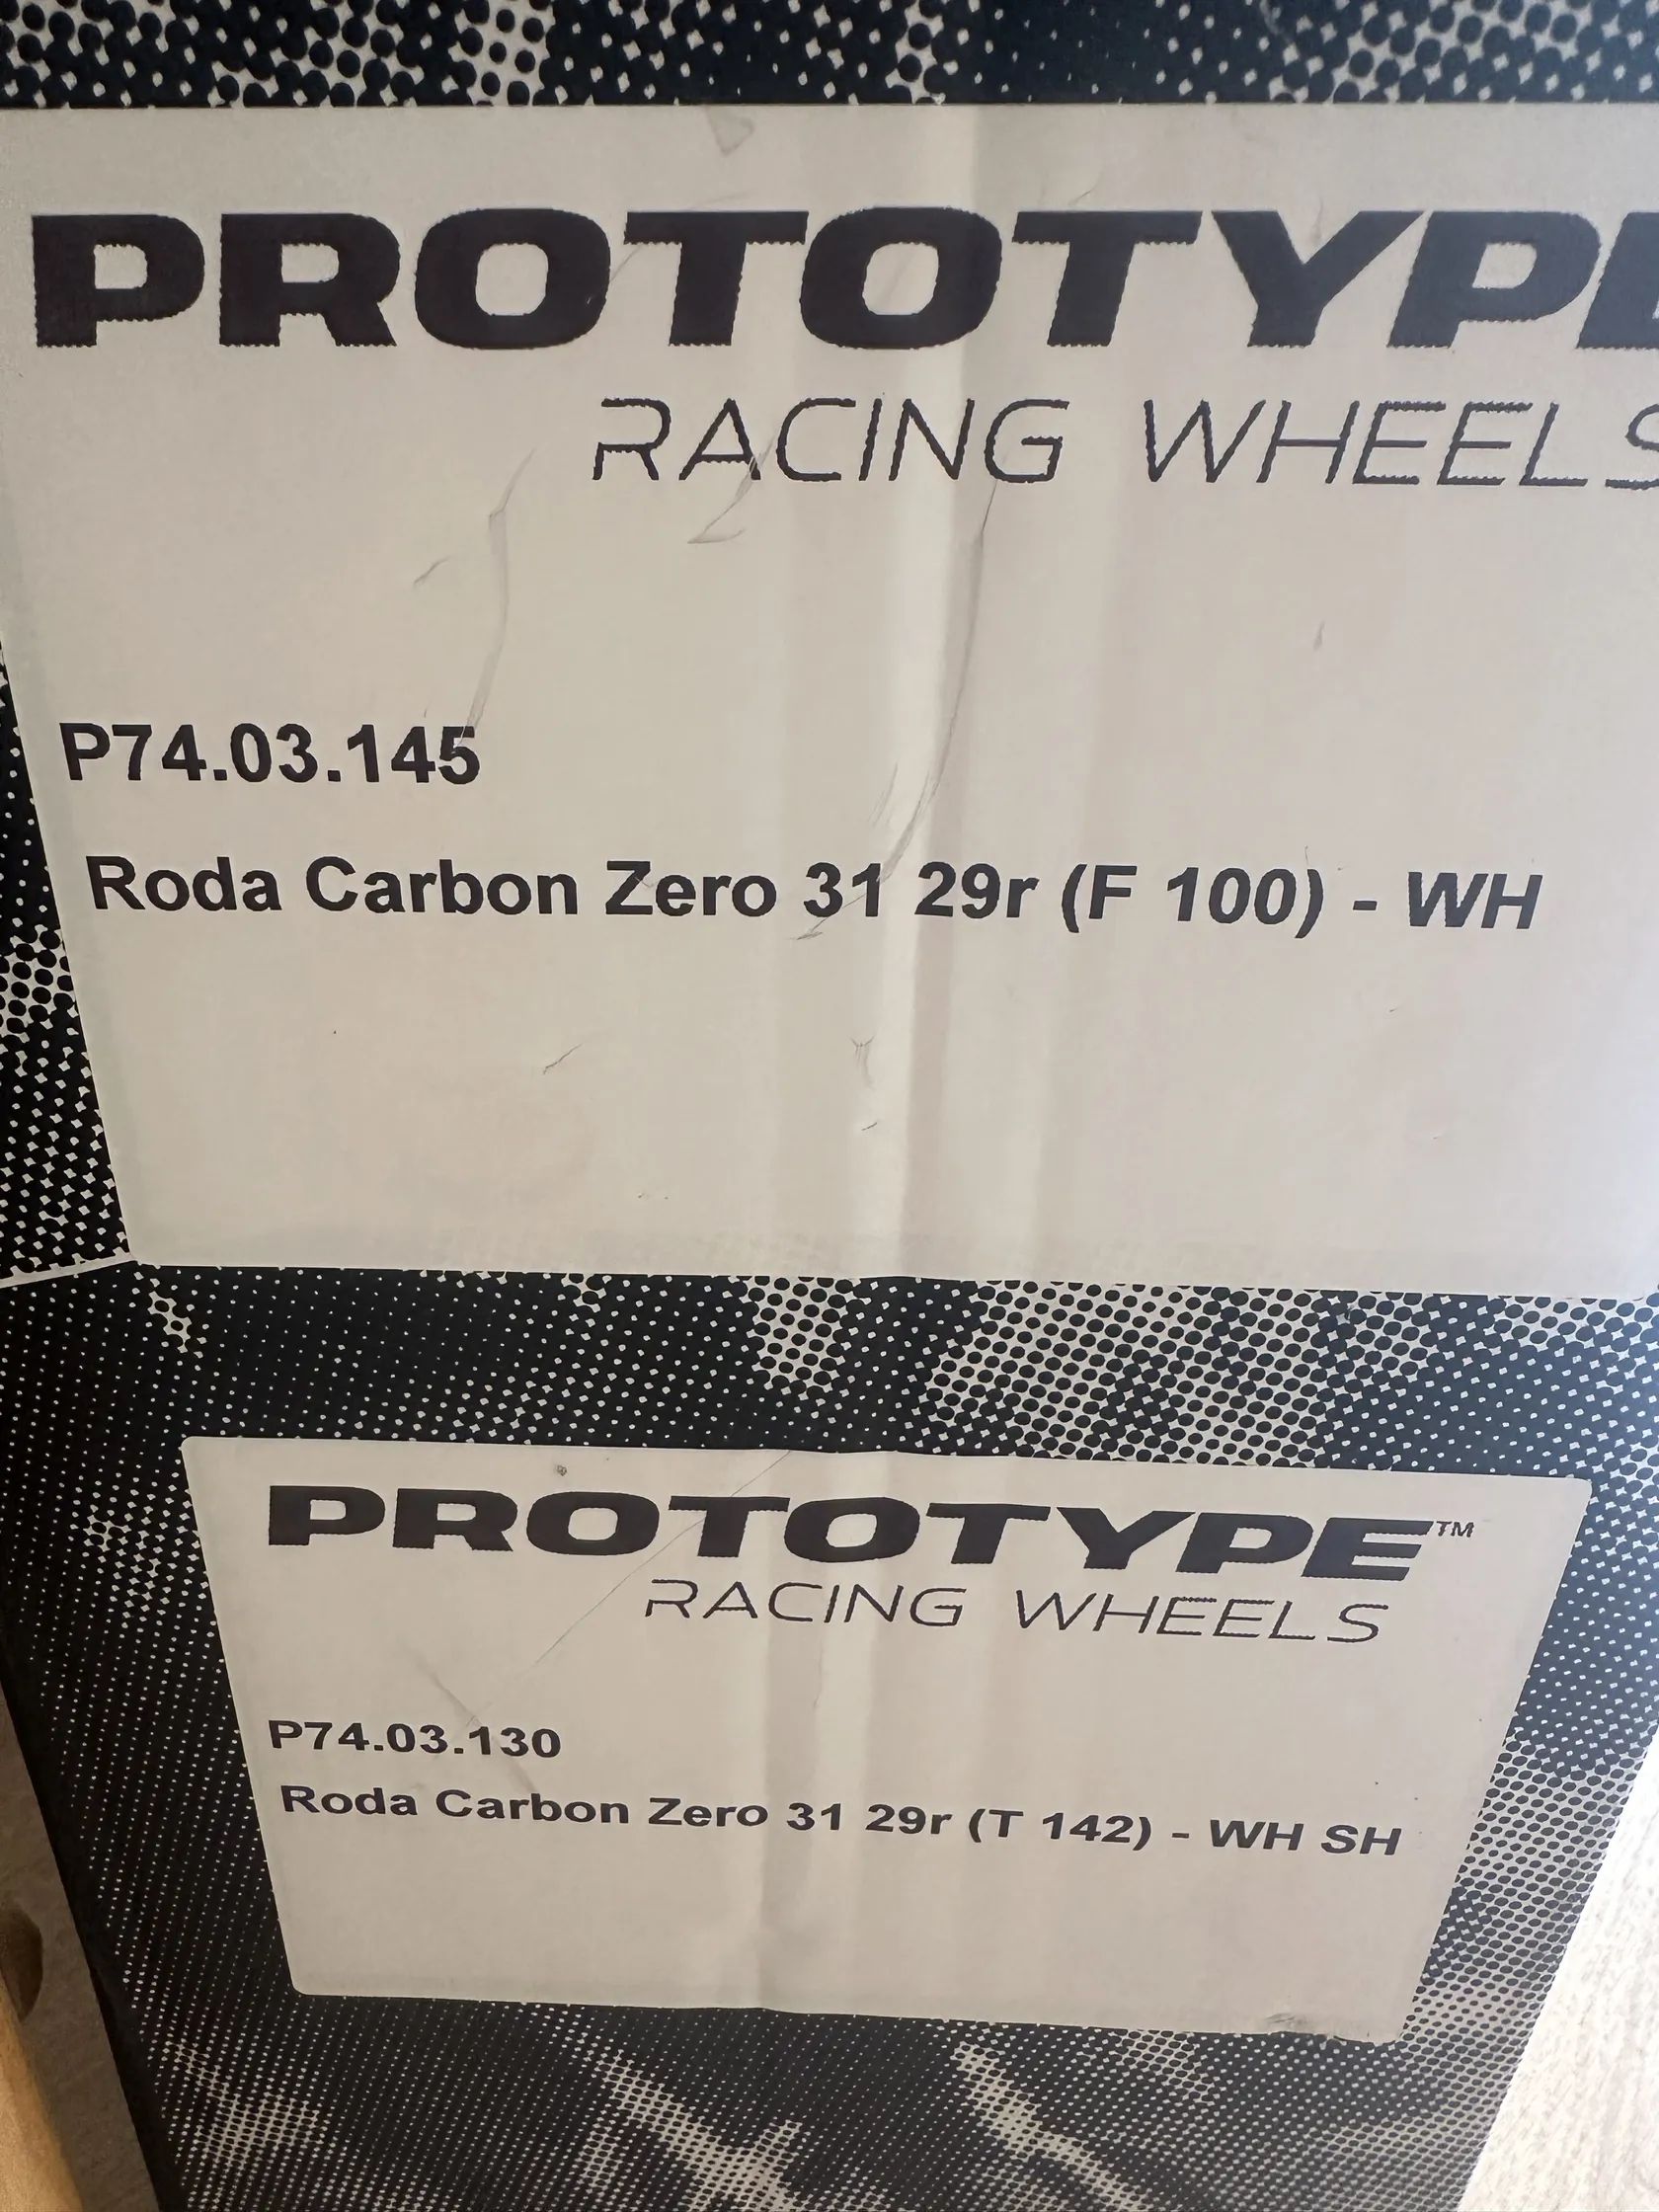 PROTOTYPE
RACING WHEELS
P74.03.145
Roda Carbon Zero 31 29r (F 100) - WH
PROTOTYPE™
RACING WHEELS
P74.03.130
Roda Carbon Zero 31 29r (T 142) - WH SH